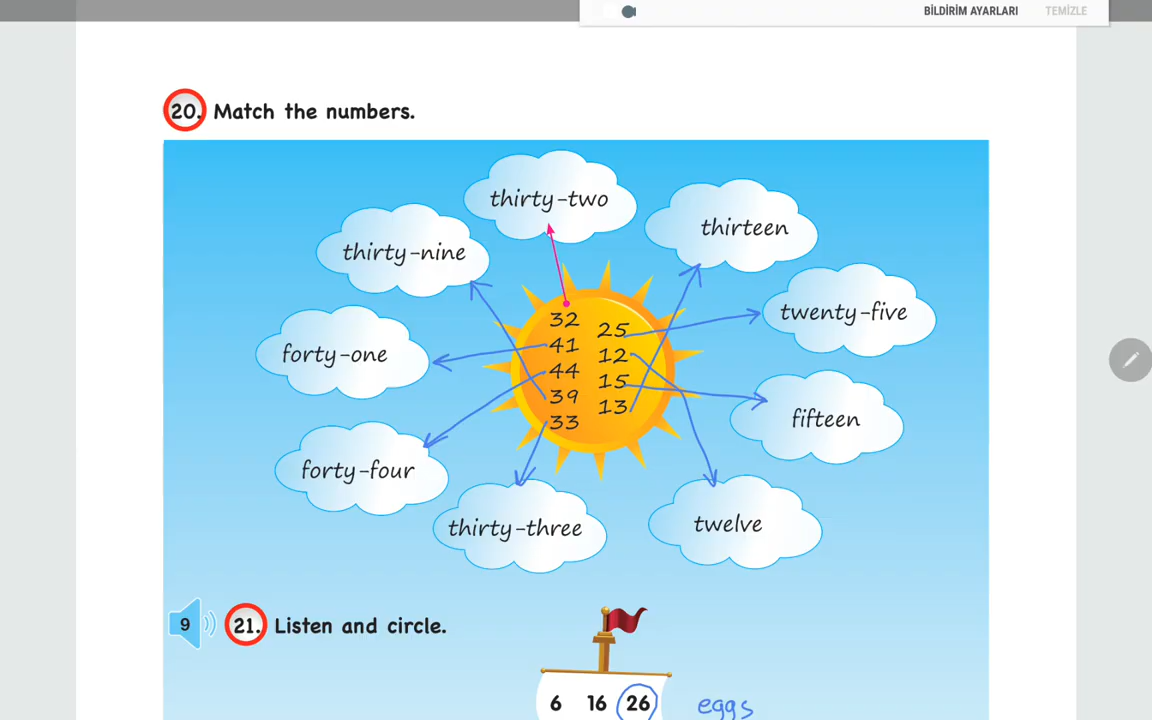 BİLDİRİM AYARLARI TEMİZLE
20. Match the numbers.
thirty-two
thirteen
thirty-nine
twenty-five
forty-one
fifteen
forty-four
thirty-three
twelve
32
41
44
39
33
25
12
15
13
9 21. Listen and circle.
6 16 26 eggs